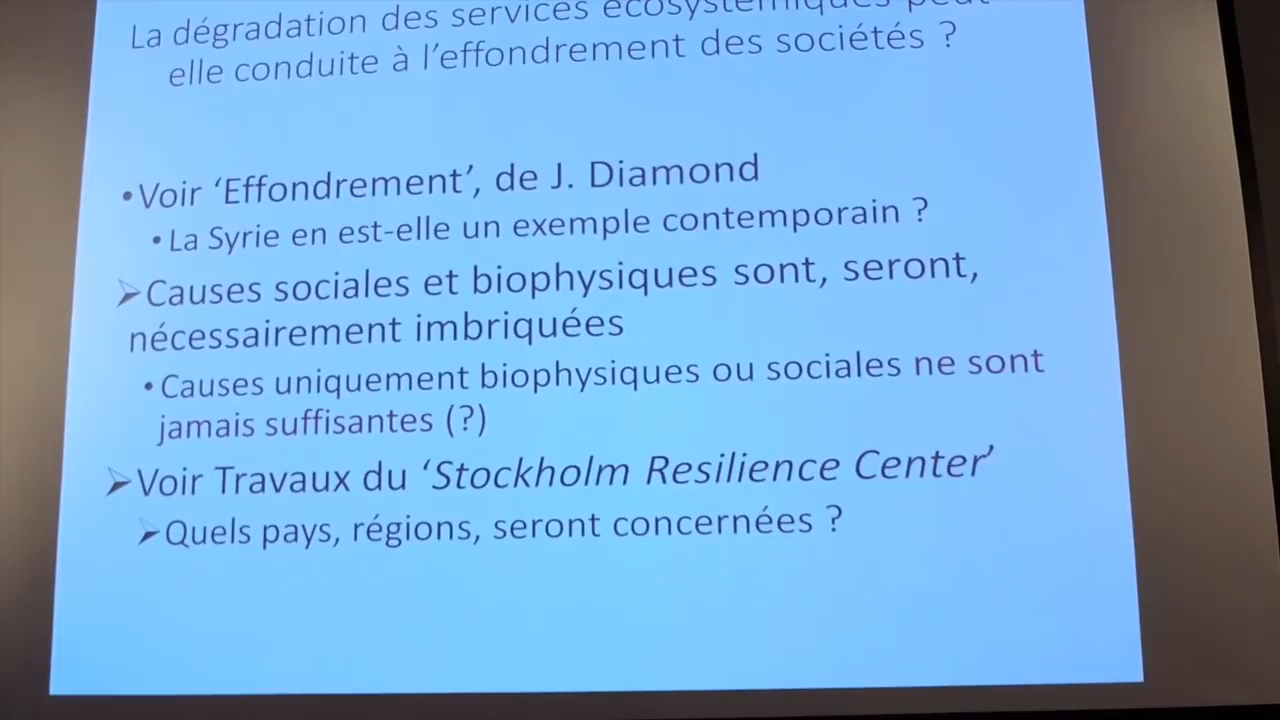 La dégradation des services écosystémiques peut
elle conduite à l'effondrement des sociétés ?
•Voir 'Effondrement', de J. Diamond
•La Syrie en est-elle un exemple contemporain ?
➢Causes sociales et biophysiques sont, seront,
nécessairement imbriquées
•Causes uniquement biophysiques ou sociales ne sont
jamais suffisantes (?)
➢Voir Travaux du 'Stockholm Resilience Center'
➢Quels pays, régions, seront concernées ?